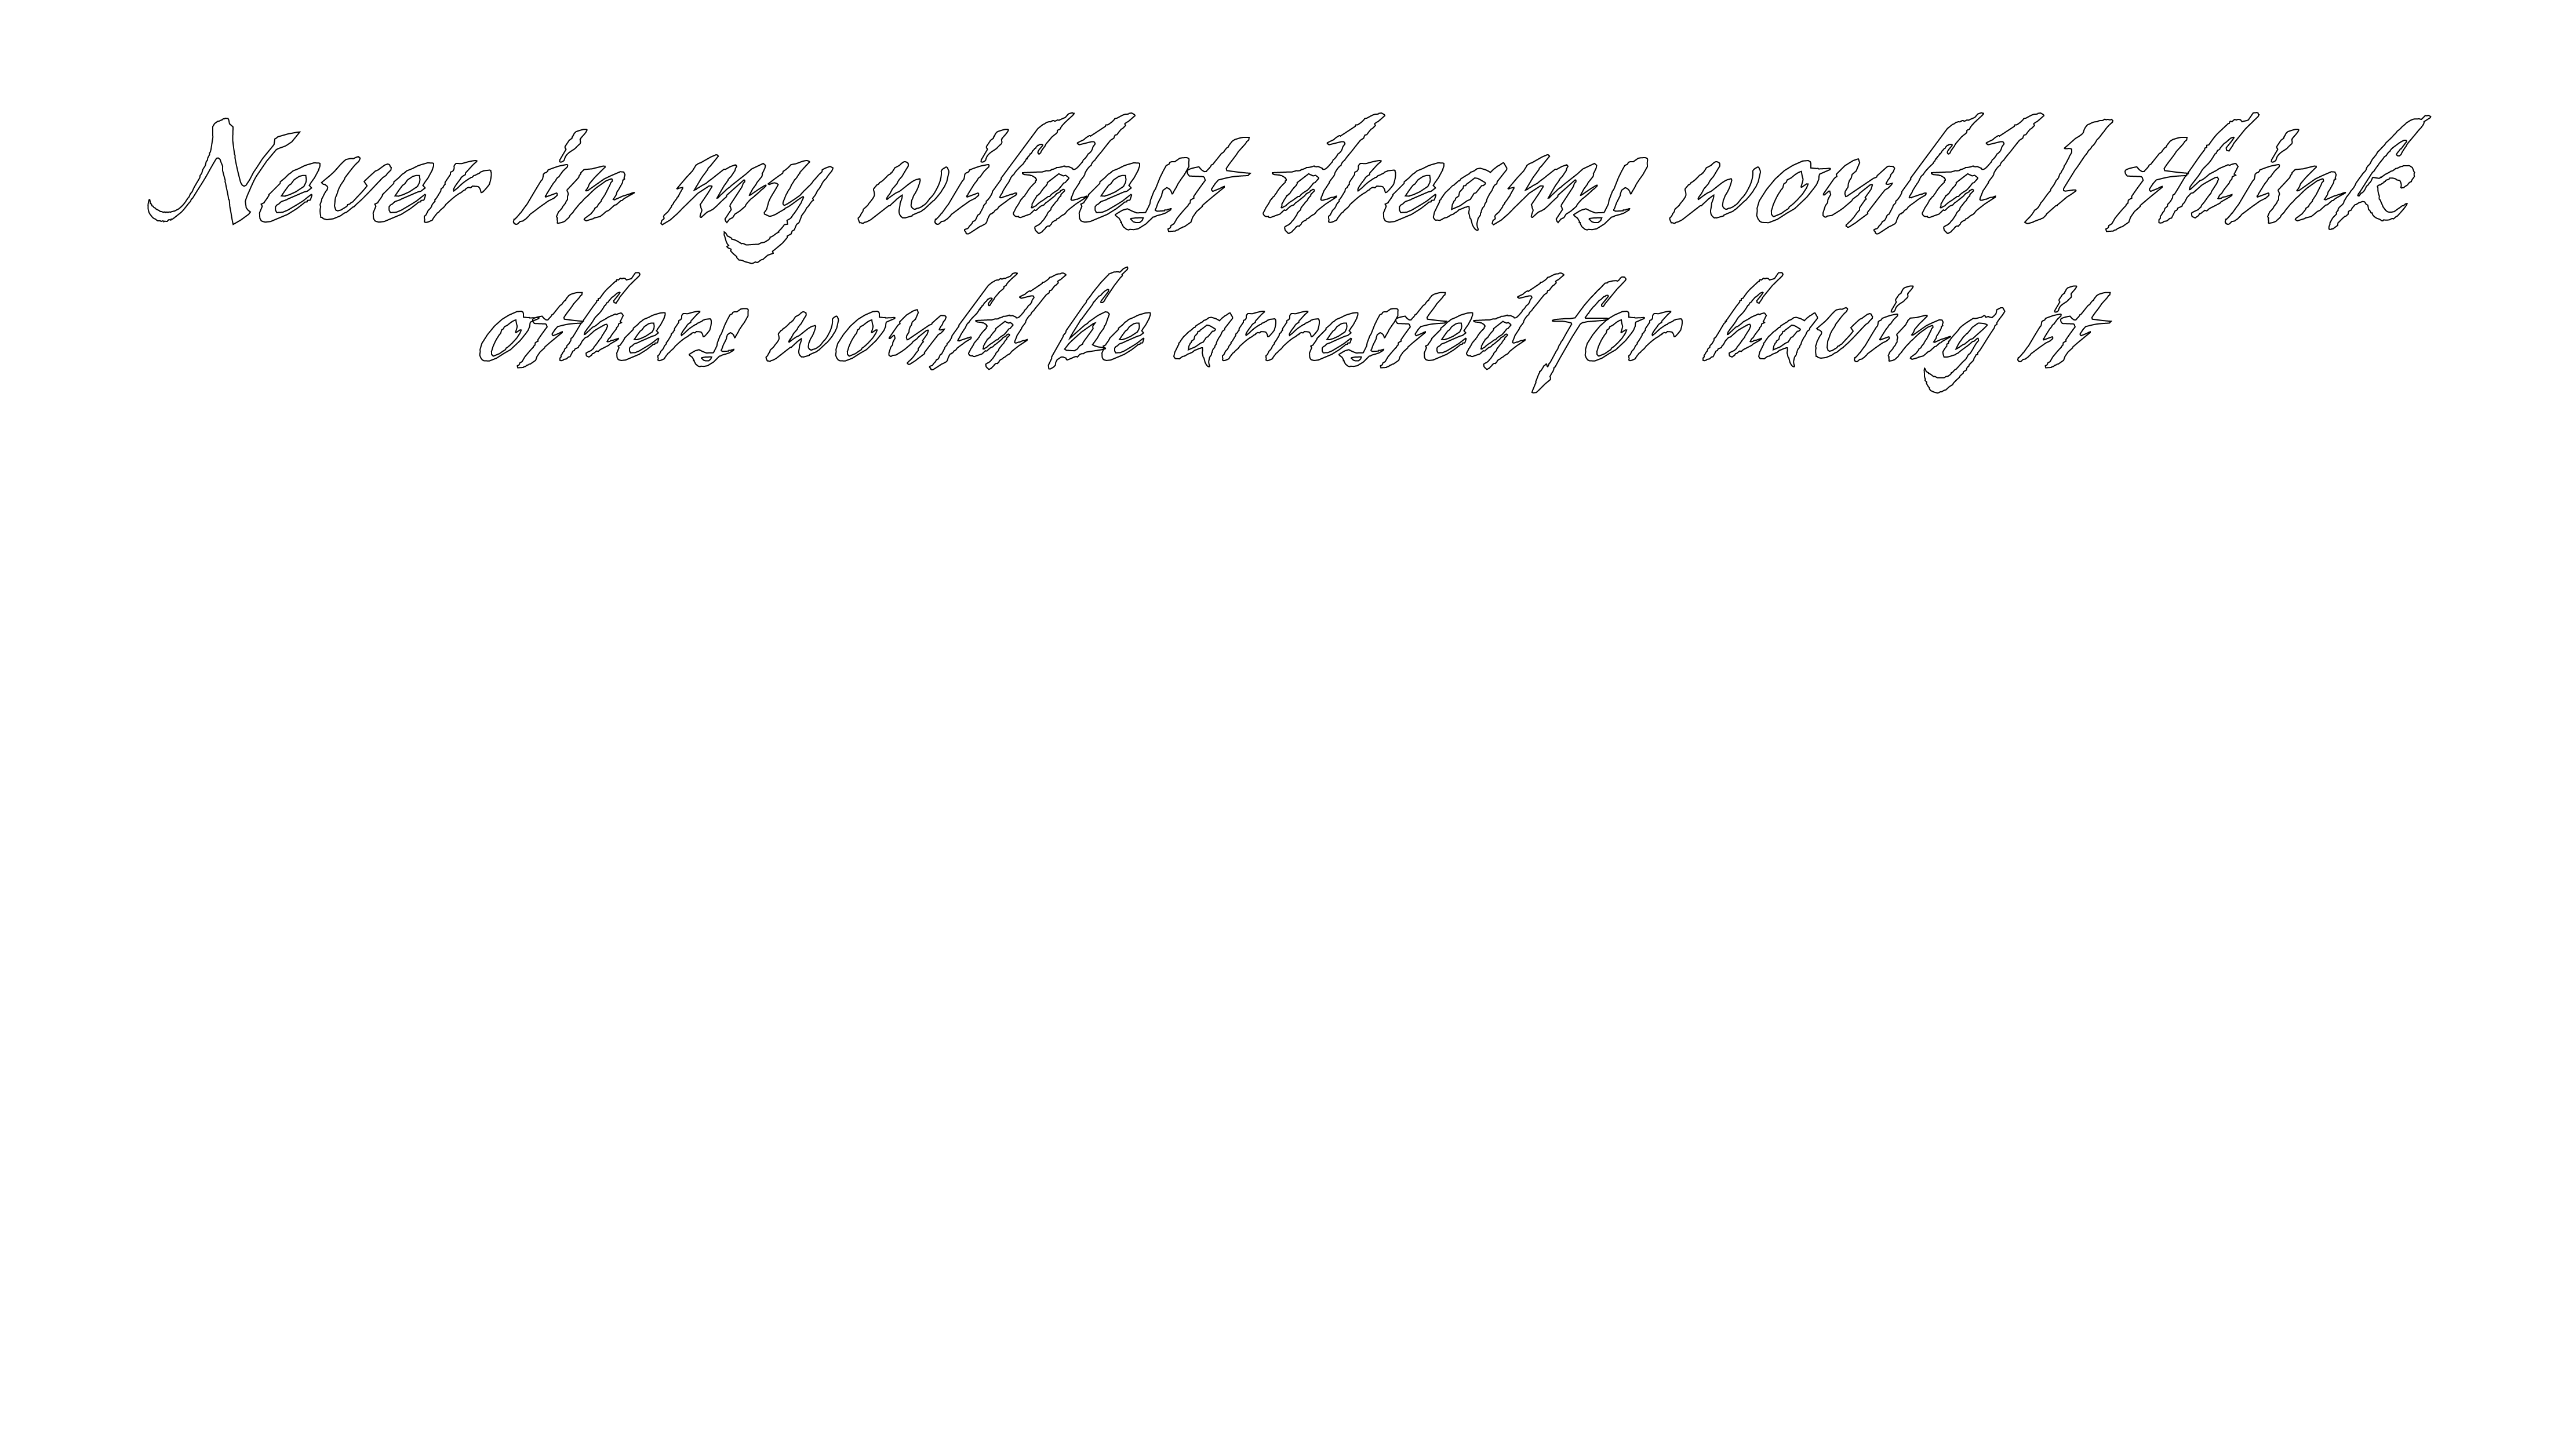 Never in my wildest dreams would I think
others would be arrested for having it